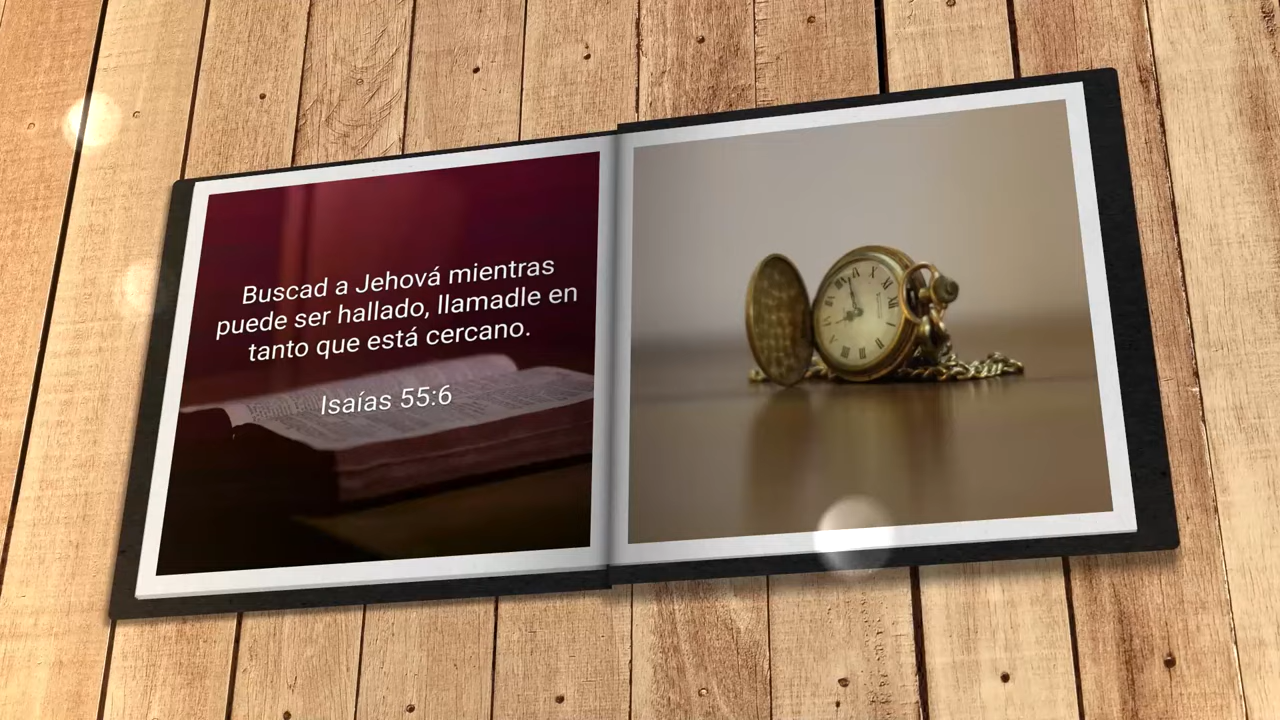 Buscad a Jehová mientras
puede ser hallado, llamadle en
tanto que está cercano.
Isaías 55:6